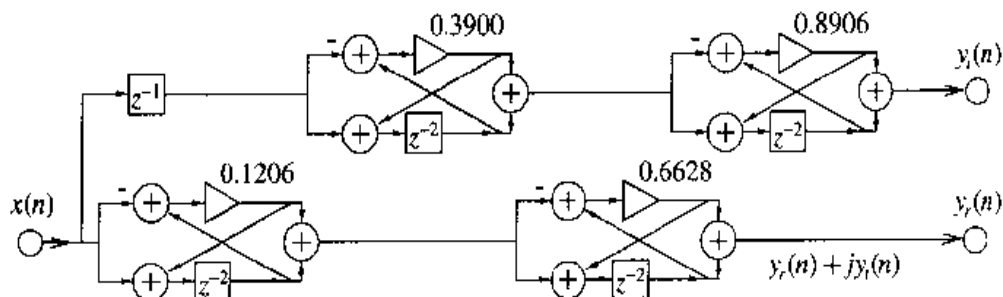 0.3900
0.8906
-
-
+
+
+
+
y_i(n)
z⁻¹
+
+
z⁻²
z⁻²
0.1206
0.6628
-
-
x(n)
+
+
+
+
y_r(n)
+
+
z⁻²
z⁻²
y_r(n) + jy_i(n)